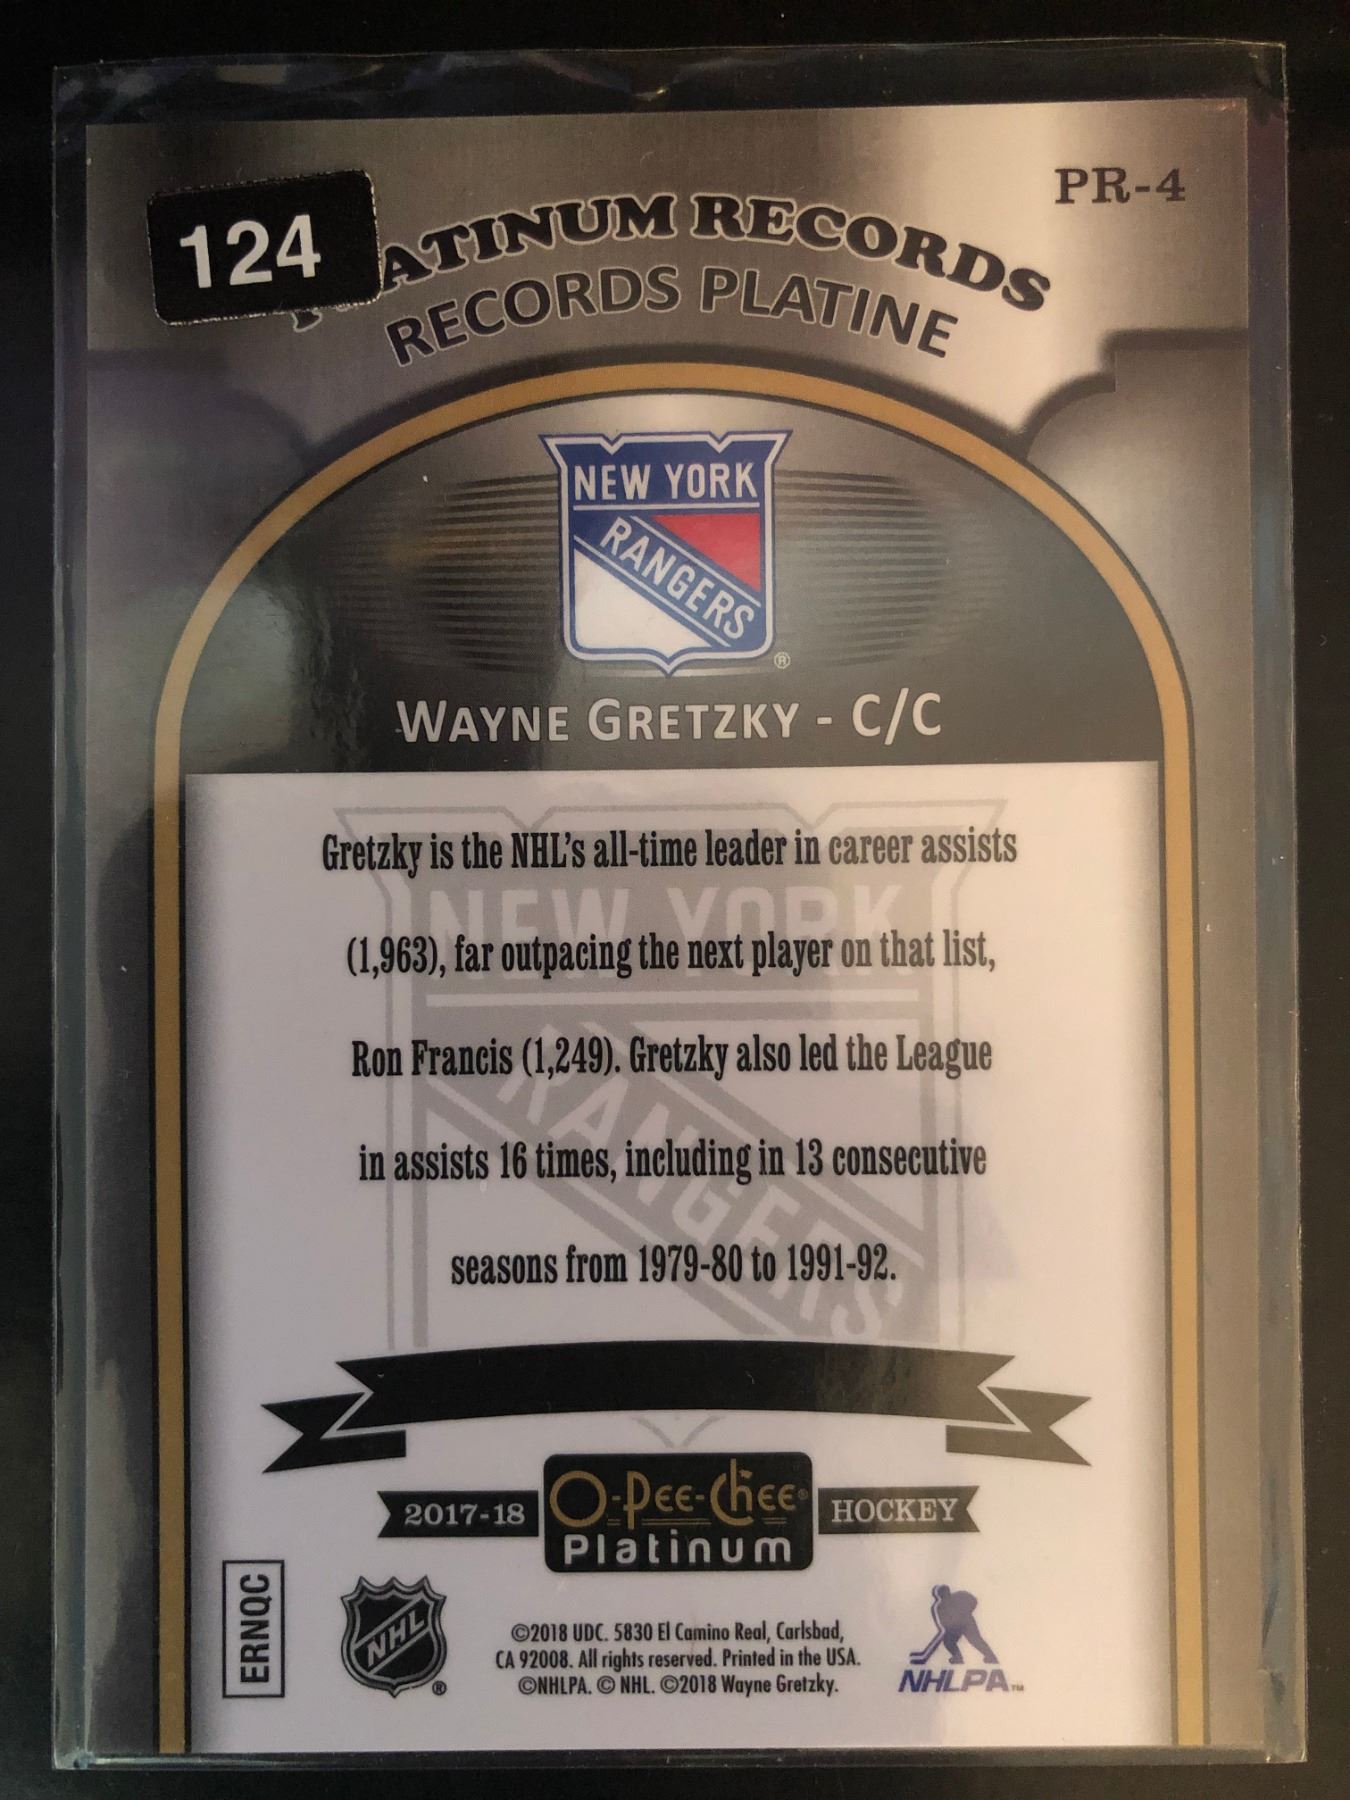 PR-4
124
ATINUM RECORDS
RECORDS PLATINE
NEW YORK
RANGERS
®
WAYNE GRETZKY - C/C
Gretzky is the NHL's all-time leader in career assists
(1,963), far outpacing the next player on that list,
Ron Francis (1,249). Gretzky also led the League
in assists 16 times, including in 13 consecutive
seasons from 1979-80 to 1991-92.
NEW YORK
RANGERS
2017-18 O-Pee-Chee® HOCKEY
Platinum
ERNQC
NHL
®
©2018 UDC. 5830 El Camino Real, Carlsbad,
CA 92008. All rights reserved. Printed in the USA.
©NHLPA. © NHL. ©2018 Wayne Gretzky.
NHLPA™